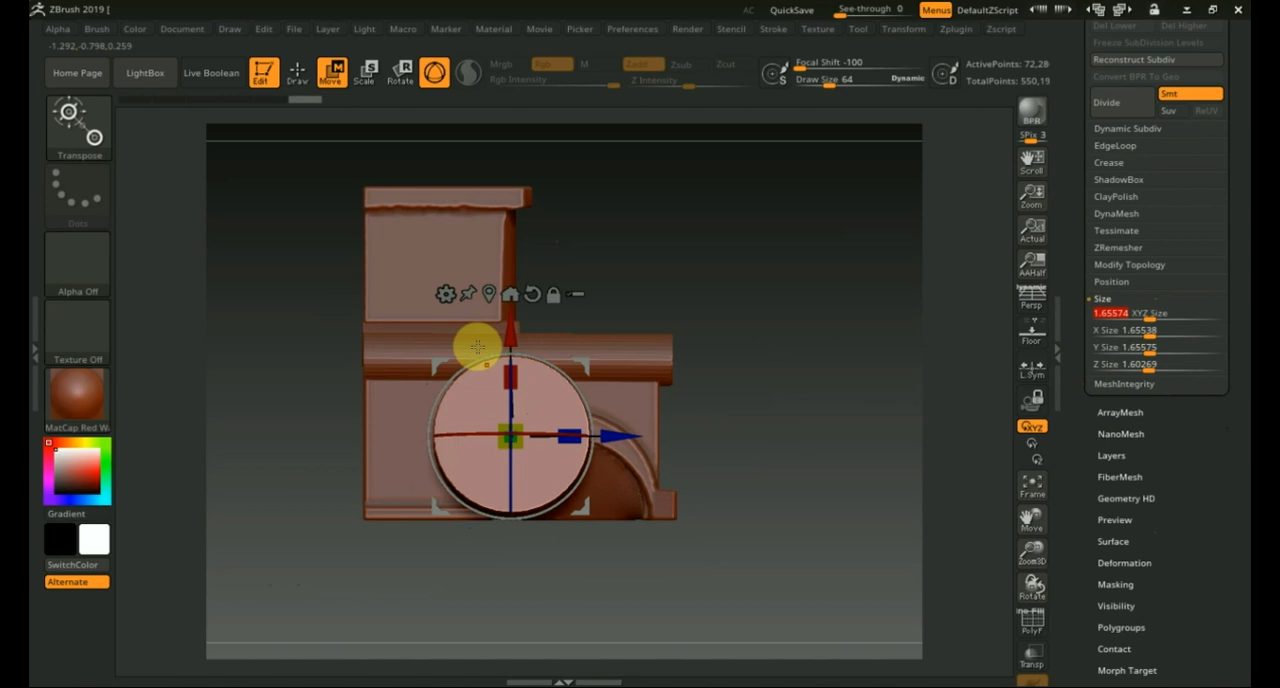 ZBrush 2019 [
AC QuickSave See-through 0 Menus DefaultZScript
Alpha Brush Color Document Draw Edit File Layer Light Macro Marker Material Movie Picker Preferences Render Stencil Stroke Texture Tool Transform Zplugin Zscript
-1.292,-0.798,0.259
Home Page LightBox Live Boolean Edit Draw Move Scale Rotate
Mrgb Rgb M Zadd Zsub Zcut
Rgb Intensity Z Intensity
Focal Shift -100
Draw Size 64 Dynamic
ActivePoints: 72,28
TotalPoints: 550,19
Transpose
Dots
Alpha Off
Texture Off
MatCap Red W
Gradient
SwitchColor
Alternate
BPR
SPix 3
Scroll
Zoom
Actual
AAHalf
Dynamic
Persp
Floor
L.Sym
XYZ
Frame
Move
Zoom3D
Rotate
PolyF
Transp
Del Lower Del Higher
Freeze SubDivision Levels
Reconstruct Subdiv
Convert BPR To Geo
Divide Smt
Suv ReUV
Dynamic Subdiv
EdgeLoop
Crease
ShadowBox
ClayPolish
DynaMesh
Tessimate
ZRemesher
Modify Topology
Position
Size
1.65574 XYZ Size
X Size 1.65538
Y Size 1.65575
Z Size 1.60269
MeshIntegrity
ArrayMesh
NanoMesh
Layers
FiberMesh
Geometry HD
Preview
Surface
Deformation
Masking
Visibility
Polygroups
Contact
Morph Target